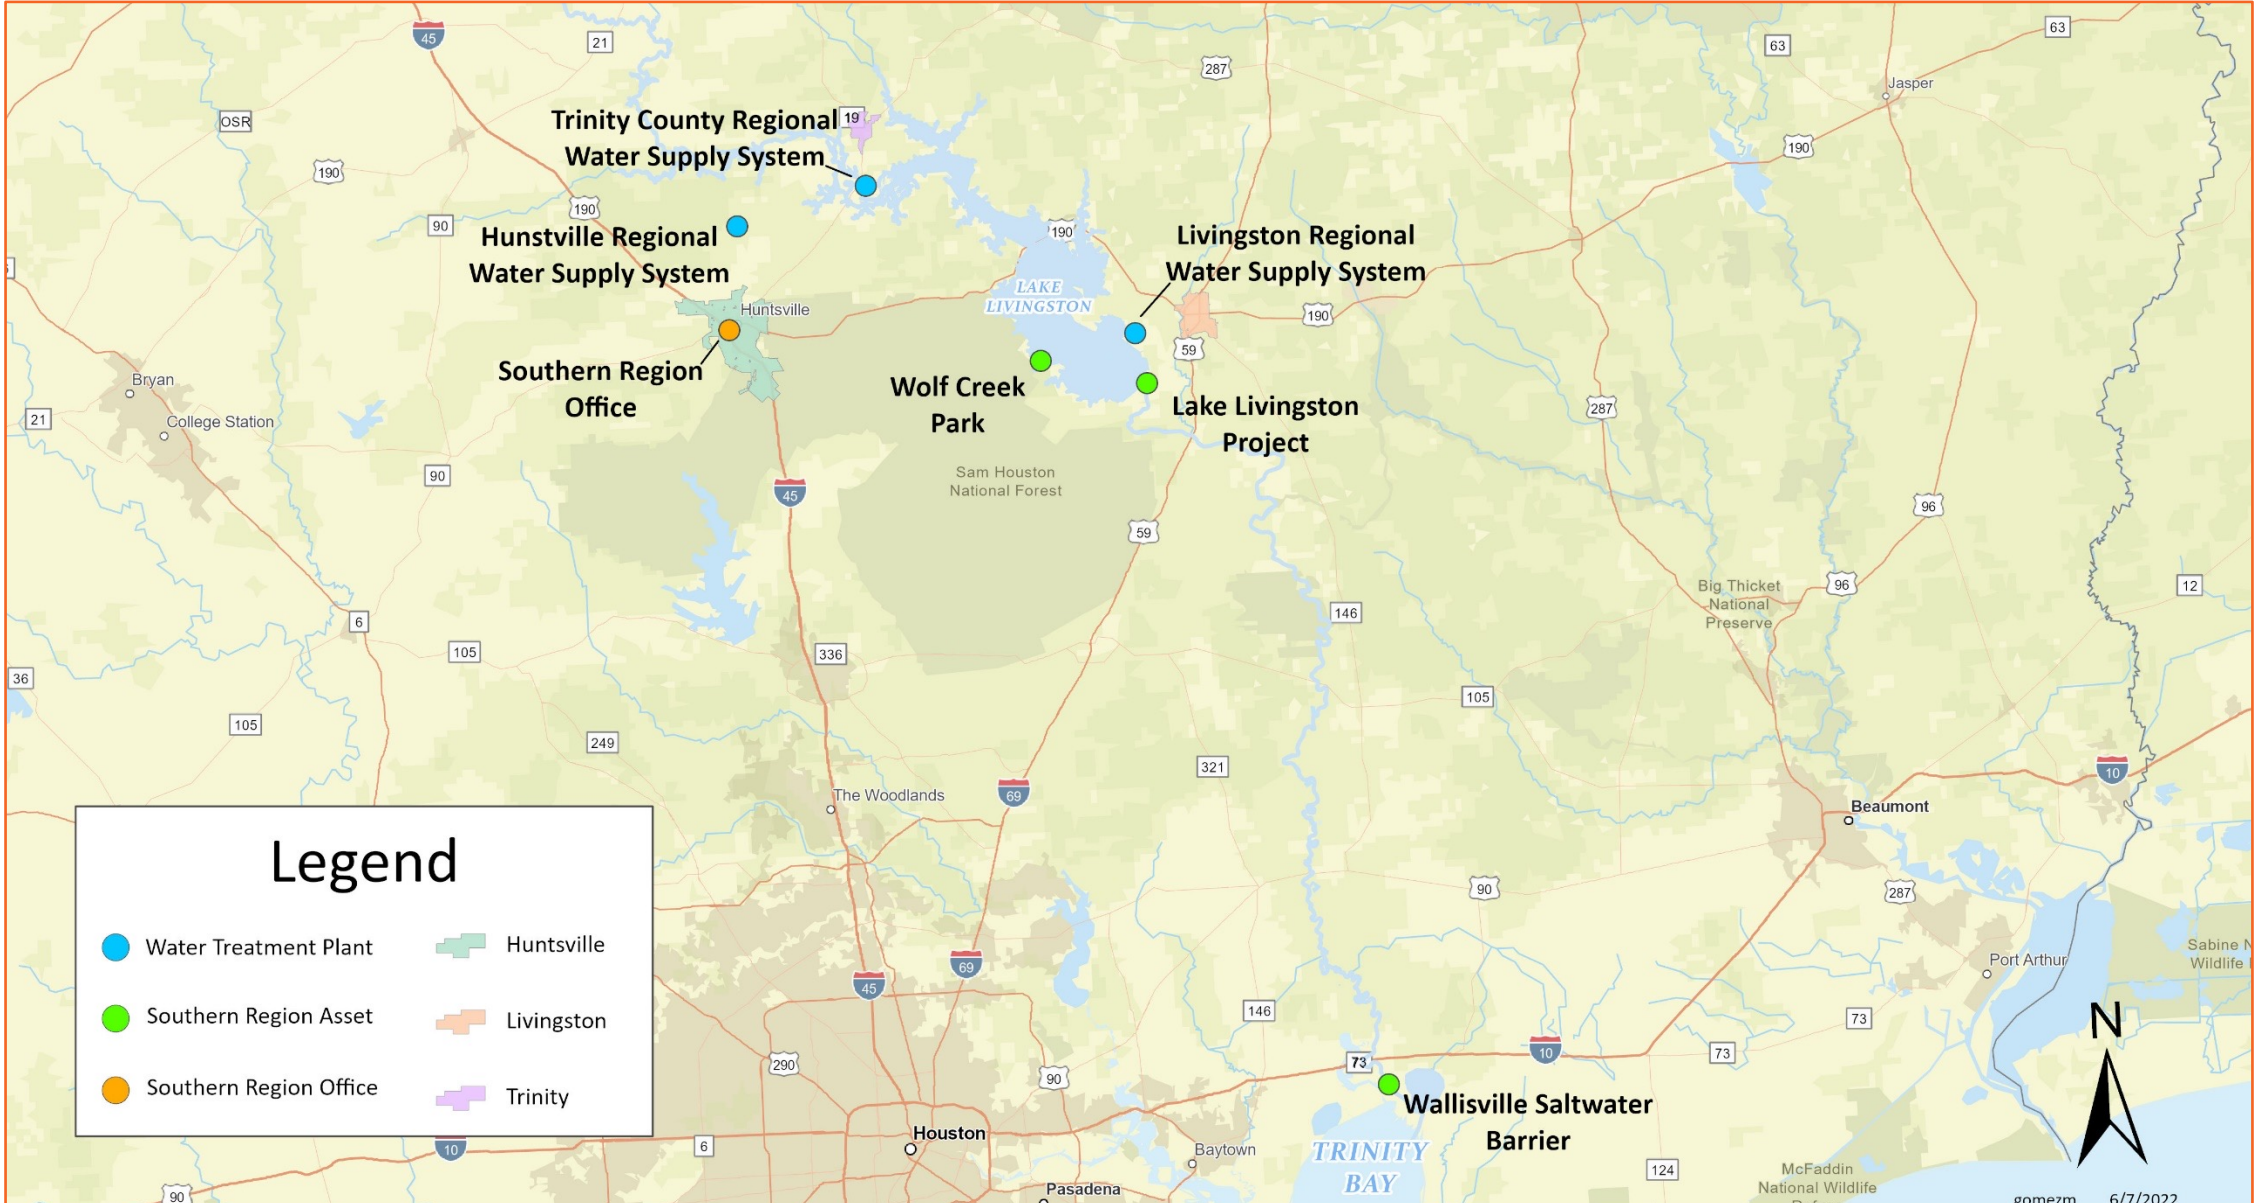 45
21
63
63
287
Jasper
OSR
Trinity County Regional
Water Supply System
19
190
190
190
90
Hunstville Regional
Water Supply System
190
Livingston Regional
Water Supply System
LAKE
LIVINGSTON
Huntsville
190
59
Southern Region
Office
Wolf Creek
Park
Lake Livingston
Project
Bryan
College Station
21
287
Sam Houston
National Forest
90
45
96
59
Big Thicket
National
Preserve
96
12
146
6
105
336
36
105
105
249
321
10
The Woodlands
69
Beaumont
Legend
Water Treatment Plant
Huntsville
Southern Region Asset
Livingston
Southern Region Office
Trinity
90
287
69
45
Port Arthur
Sabine N
Wildlife
146
73
N
290
90
73
10
73
Wallisville Saltwater
Barrier
Houston
6
10
Baytown
TRINITY
BAY
124
McFaddin
National Wildlife
Pasadena
90
gomezm 6/7/2022